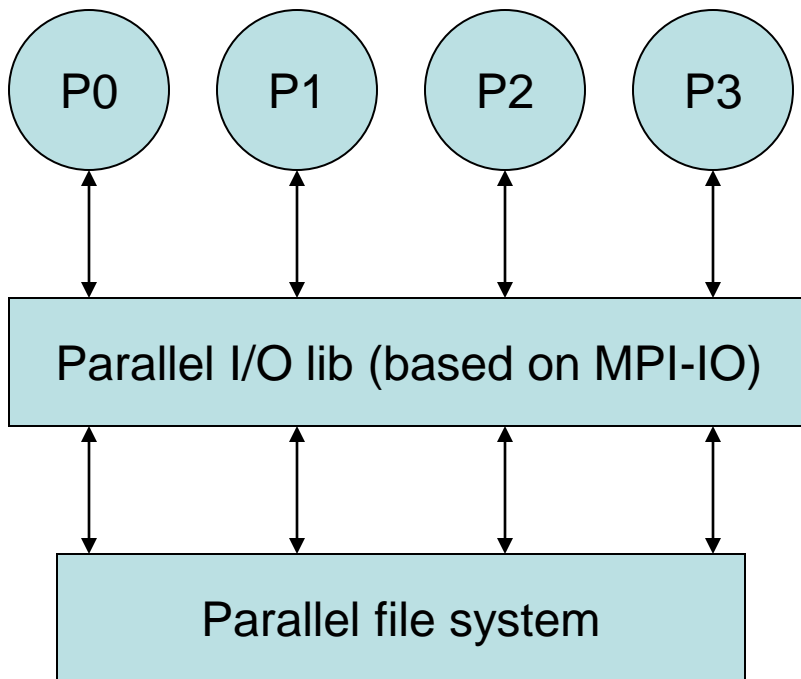 P0 P1 P2 P3
Parallel I/O lib (based on MPI-IO)
Parallel file system